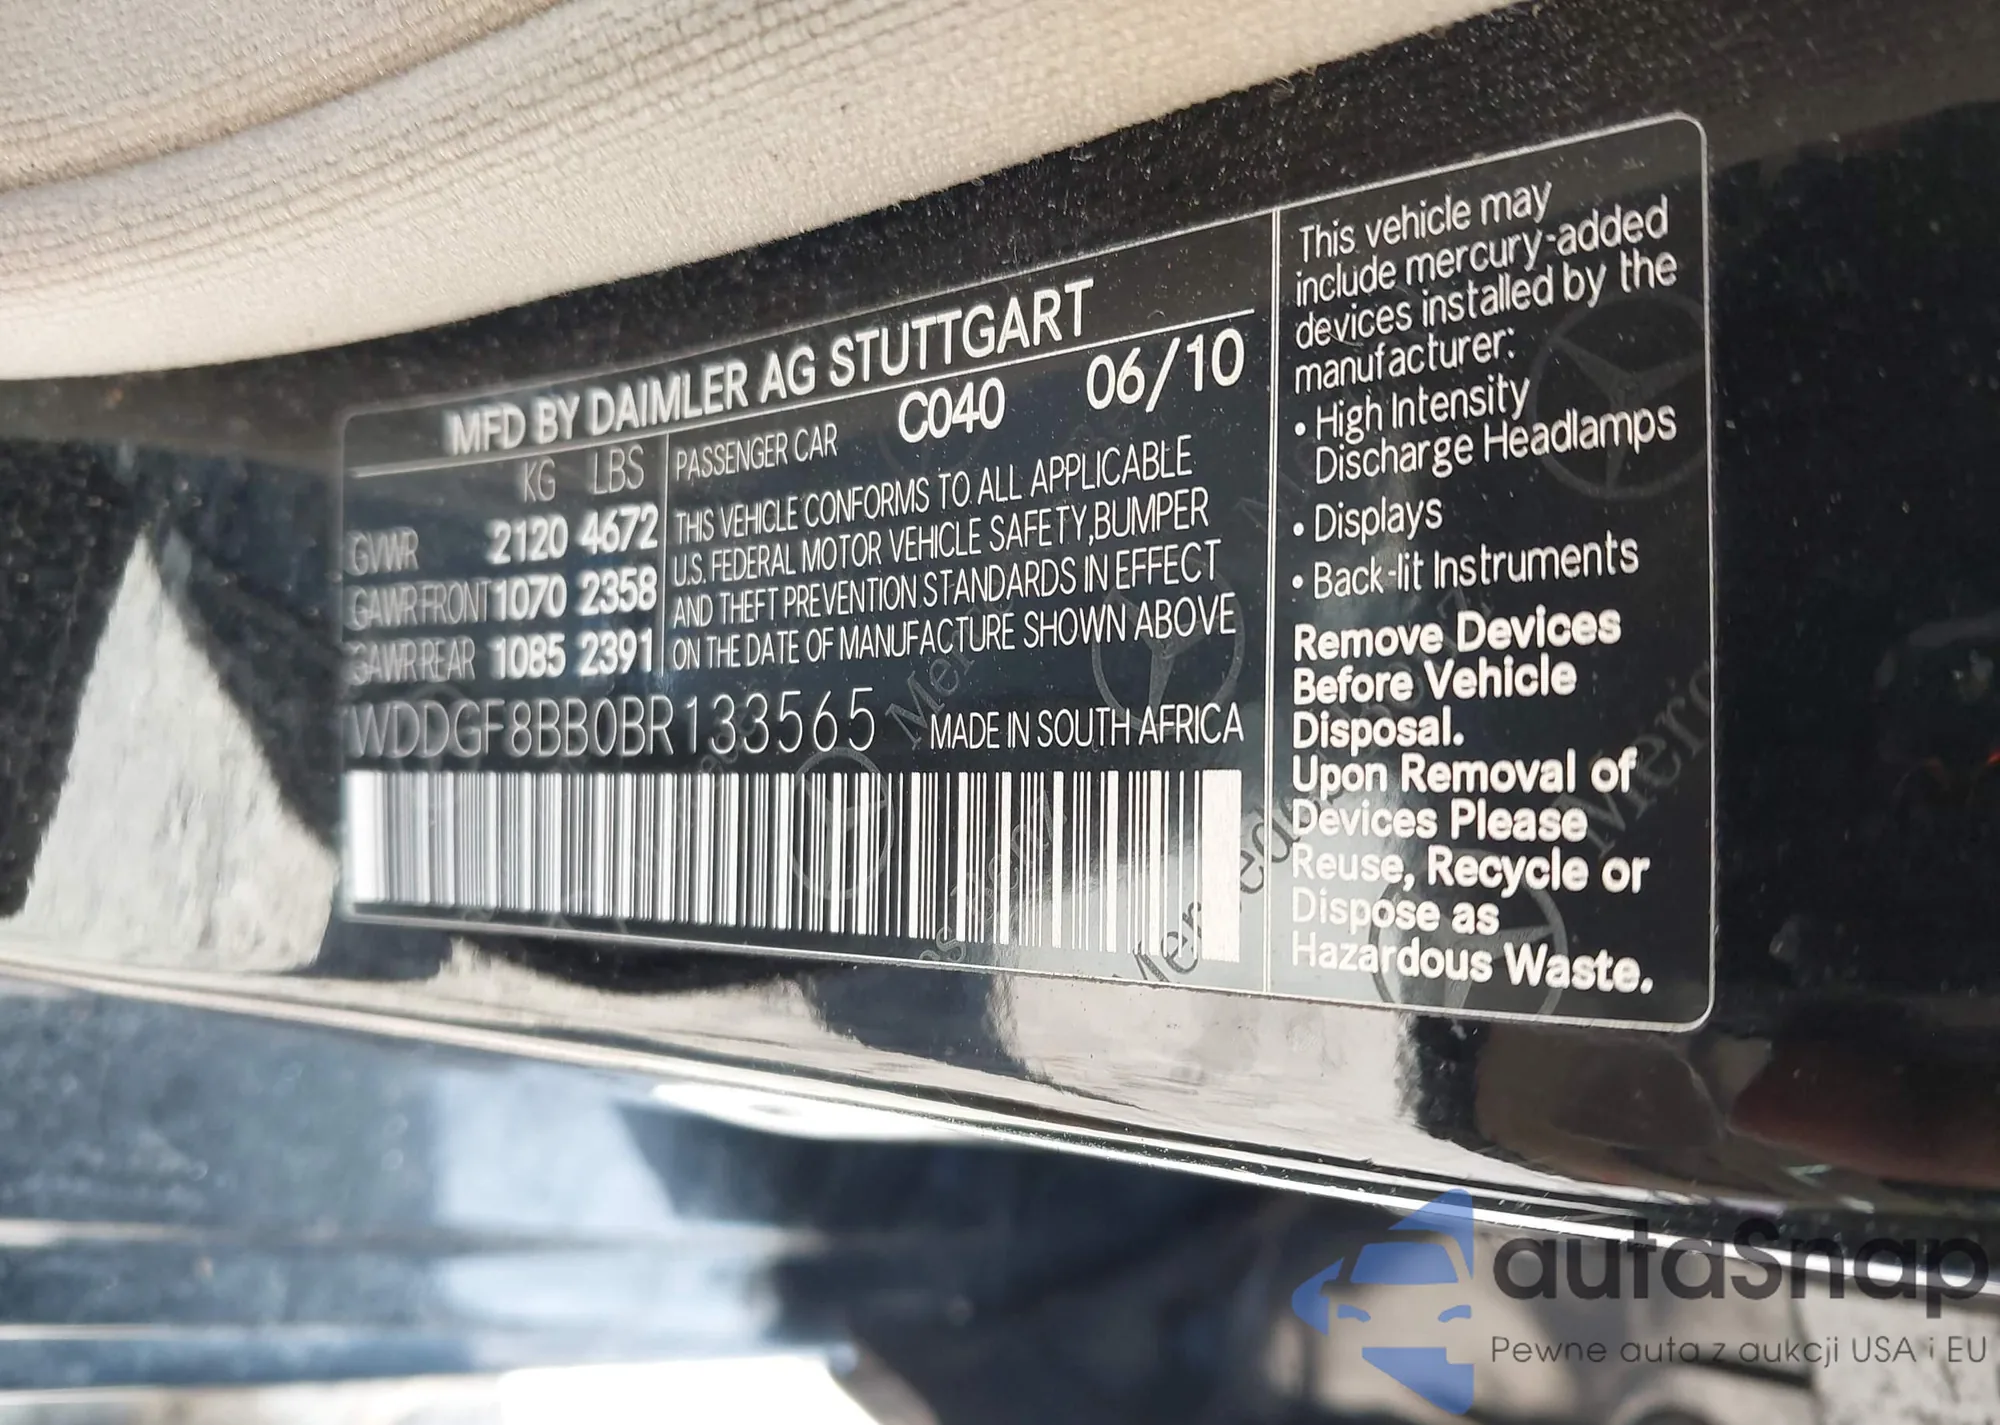 MFD BY DAIMLER AG STUTTGART
KG LBS
GVWR 2120 4672
GAWR FRONT 1070 2358
GAWR REAR 1085 2391
PASSENGER CAR C040 06/10
THIS VEHICLE CONFORMS TO ALL APPLICABLE
U.S. FEDERAL MOTOR VEHICLE SAFETY,BUMPER
AND THEFT PREVENTION STANDARDS IN EFFECT
ON THE DATE OF MANUFACTURE SHOWN ABOVE
WDDGF8BB0BR133565 MADE IN SOUTH AFRICA
This vehicle may
include mercury-added
devices installed by the
manufacturer:
• High Intensity
Discharge Headlamps
• Displays
• Back-lit Instruments
Remove Devices
Before Vehicle
Disposal.
Upon Removal of
Devices Please
Reuse, Recycle or
Dispose as
Hazardous Waste.
autaSnap
Pewne auta z aukcji USA i EU